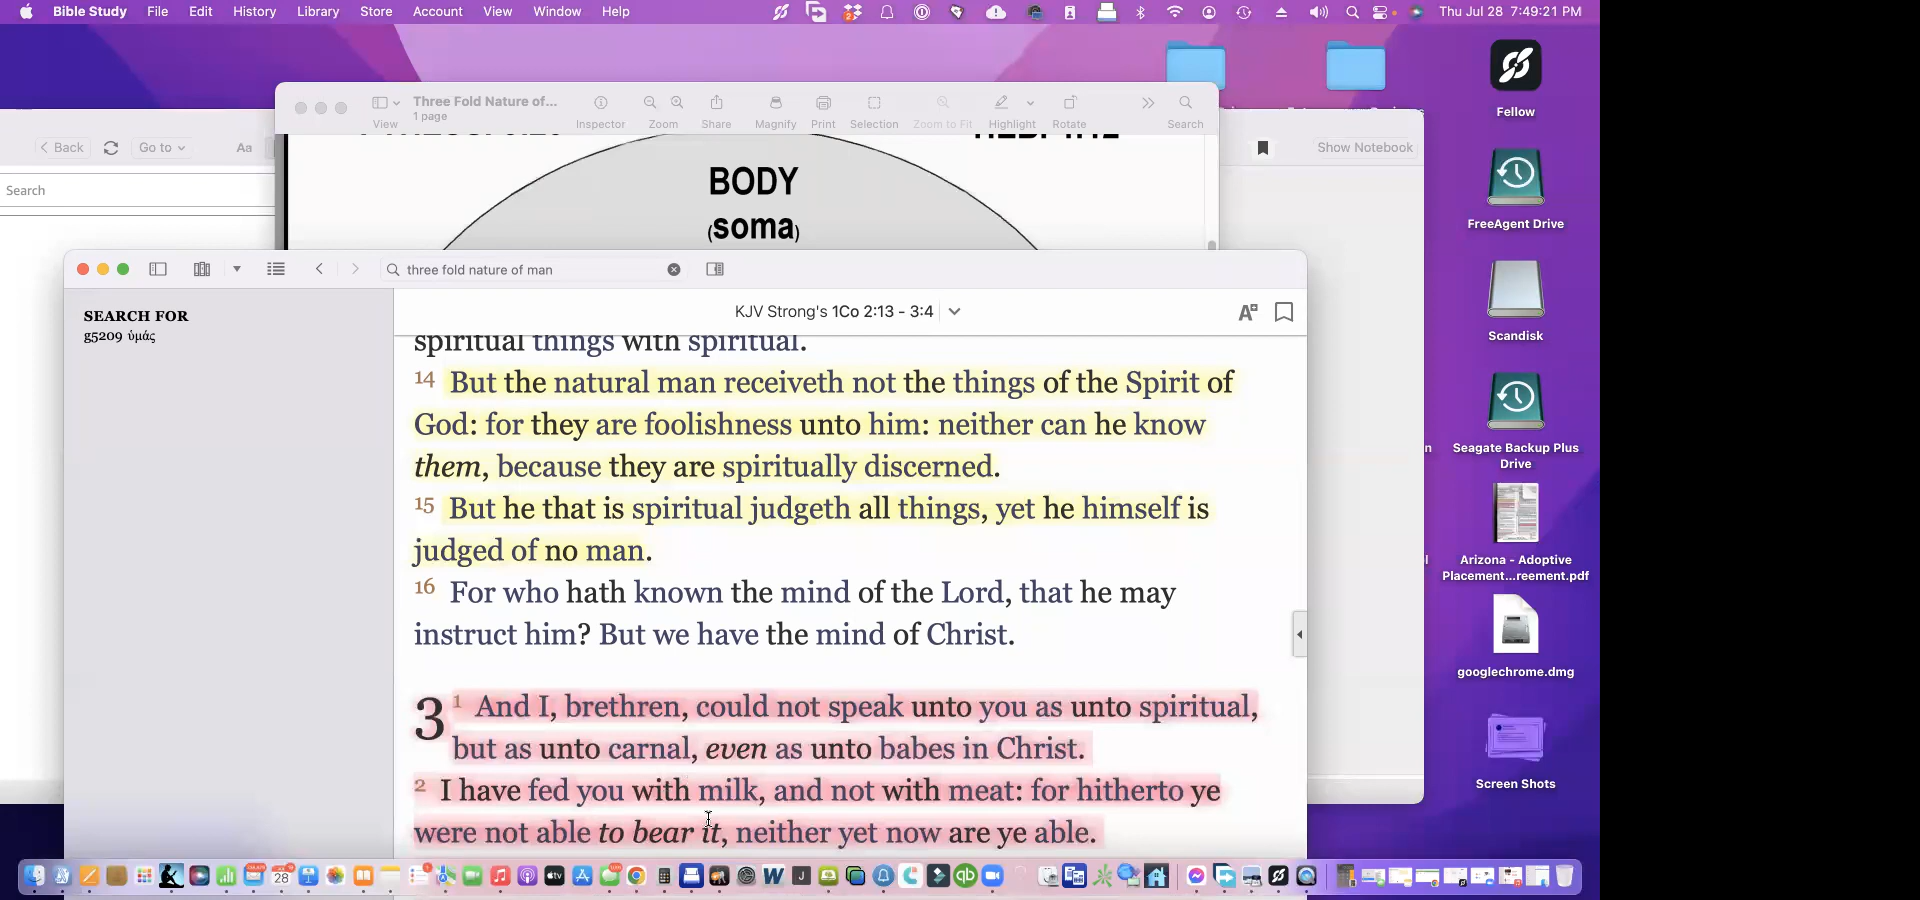 Bible Study File Edit History Library Store Account View Window Help Thu Jul 28 7:49:21 PM
Fellow
Three Fold Nature of...
1 page
View Inspector Zoom Share Magnify Print Selection Zoom to Fit Highlight Rotate Search
Back Go to Aa
Show Notebook
Search
BODY
(soma)
FreeAgent Drive
three fold nature of man
SEARCH FOR
g5209 ὑμάς
KJV Strong's 1Co 2:13 - 3:4
Scandisk
spiritual things with spiritual.
14 But the natural man receiveth not the things of the Spirit of
God: for they are foolishness unto him: neither can he know
them, because they are spiritually discerned.
15 But he that is spiritual judgeth all things, yet he himself is
judged of no man.
16 For who hath known the mind of the Lord, that he may
instruct him? But we have the mind of Christ.
3 1 And I, brethren, could not speak unto you as unto spiritual,
but as unto carnal, even as unto babes in Christ.
2 I have fed you with milk, and not with meat: for hitherto ye
were not able to bear it, neither yet now are ye able.
Seagate Backup Plus
Drive
Arizona - Adoptive
Placement...reement.pdf
googlechrome.dmg
Screen Shots